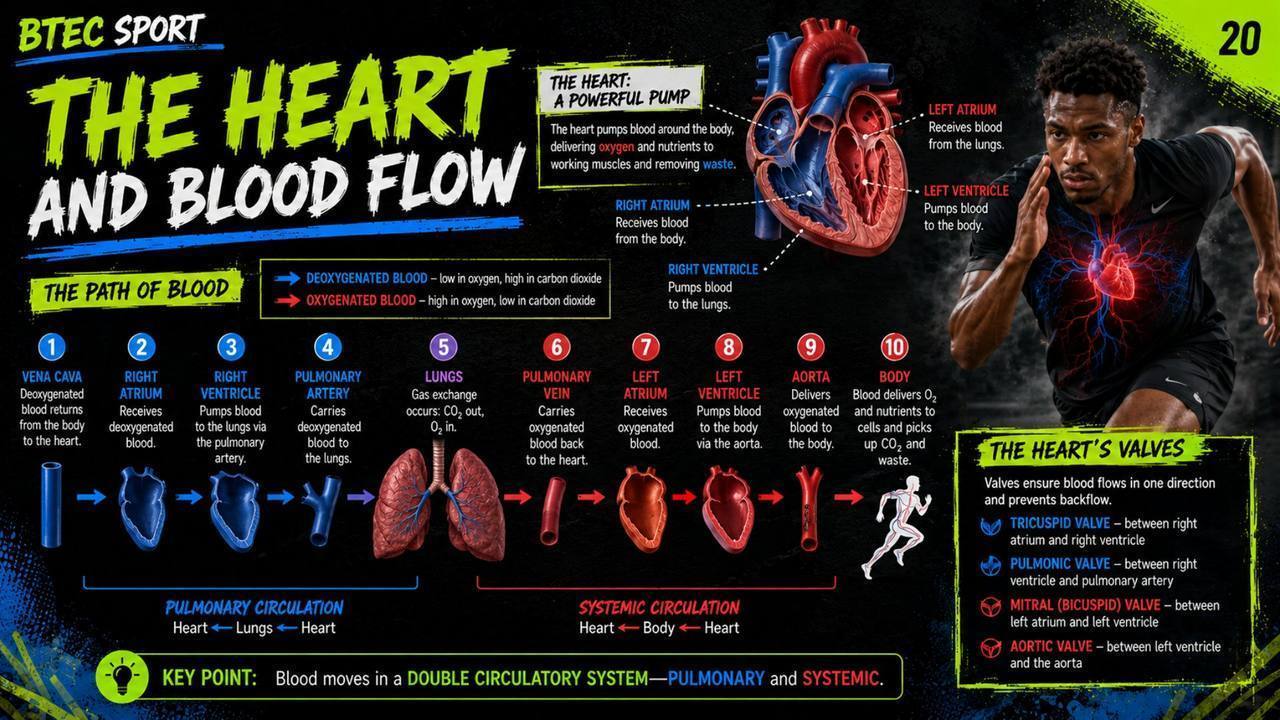 BTEC SPORT
20
THE HEART
AND BLOOD FLOW
THE HEART:
A POWERFUL PUMP
The heart pumps blood around the body,
delivering oxygen and nutrients to
working muscles and removing waste.
LEFT ATRIUM
Receives blood
from the lungs.
LEFT VENTRICLE
Pumps blood
to the body.
RIGHT ATRIUM
Receives blood
from the body.
RIGHT VENTRICLE
Pumps blood
to the lungs.
THE PATH OF BLOOD
DEOXYGENATED BLOOD – low in oxygen, high in carbon dioxide
OXYGENATED BLOOD – high in oxygen, low in carbon dioxide
1
VENA CAVA
Deoxygenated
blood returns
from the body
to the heart.
2
RIGHT
ATRIUM
Receives
deoxygenated
blood.
3
RIGHT
VENTRICLE
Pumps blood
to the lungs via
the pulmonary
artery.
4
PULMONARY
ARTERY
Carries
deoxygenated
blood to
the lungs.
5
LUNGS
Gas exchange
occurs: CO₂ out,
O₂ in.
6
PULMONARY
VEIN
Carries
oxygenated
blood back
to the heart.
7
LEFT
ATRIUM
Receives
oxygenated
blood.
8
LEFT
VENTRICLE
Pumps blood
to the body
via the aorta.
9
AORTA
Delivers
oxygenated
blood to
the body.
10
BODY
Blood delivers O₂
and nutrients to
cells and picks
up CO₂ and
waste.
PULMONARY CIRCULATION
Heart ← Lungs ← Heart
SYSTEMIC CIRCULATION
Heart ← Body ← Heart
THE HEART'S VALVES
Valves ensure blood flows in one direction
and prevents backflow.
TRICUSPID VALVE – between right
atrium and right ventricle
PULMONIC VALVE – between right
ventricle and pulmonary artery
MITRAL (BICUSPID) VALVE – between
left atrium and left ventricle
AORTIC VALVE – between left ventricle
and the aorta
KEY POINT: Blood moves in a DOUBLE CIRCULATORY SYSTEM—PULMONARY and SYSTEMIC.